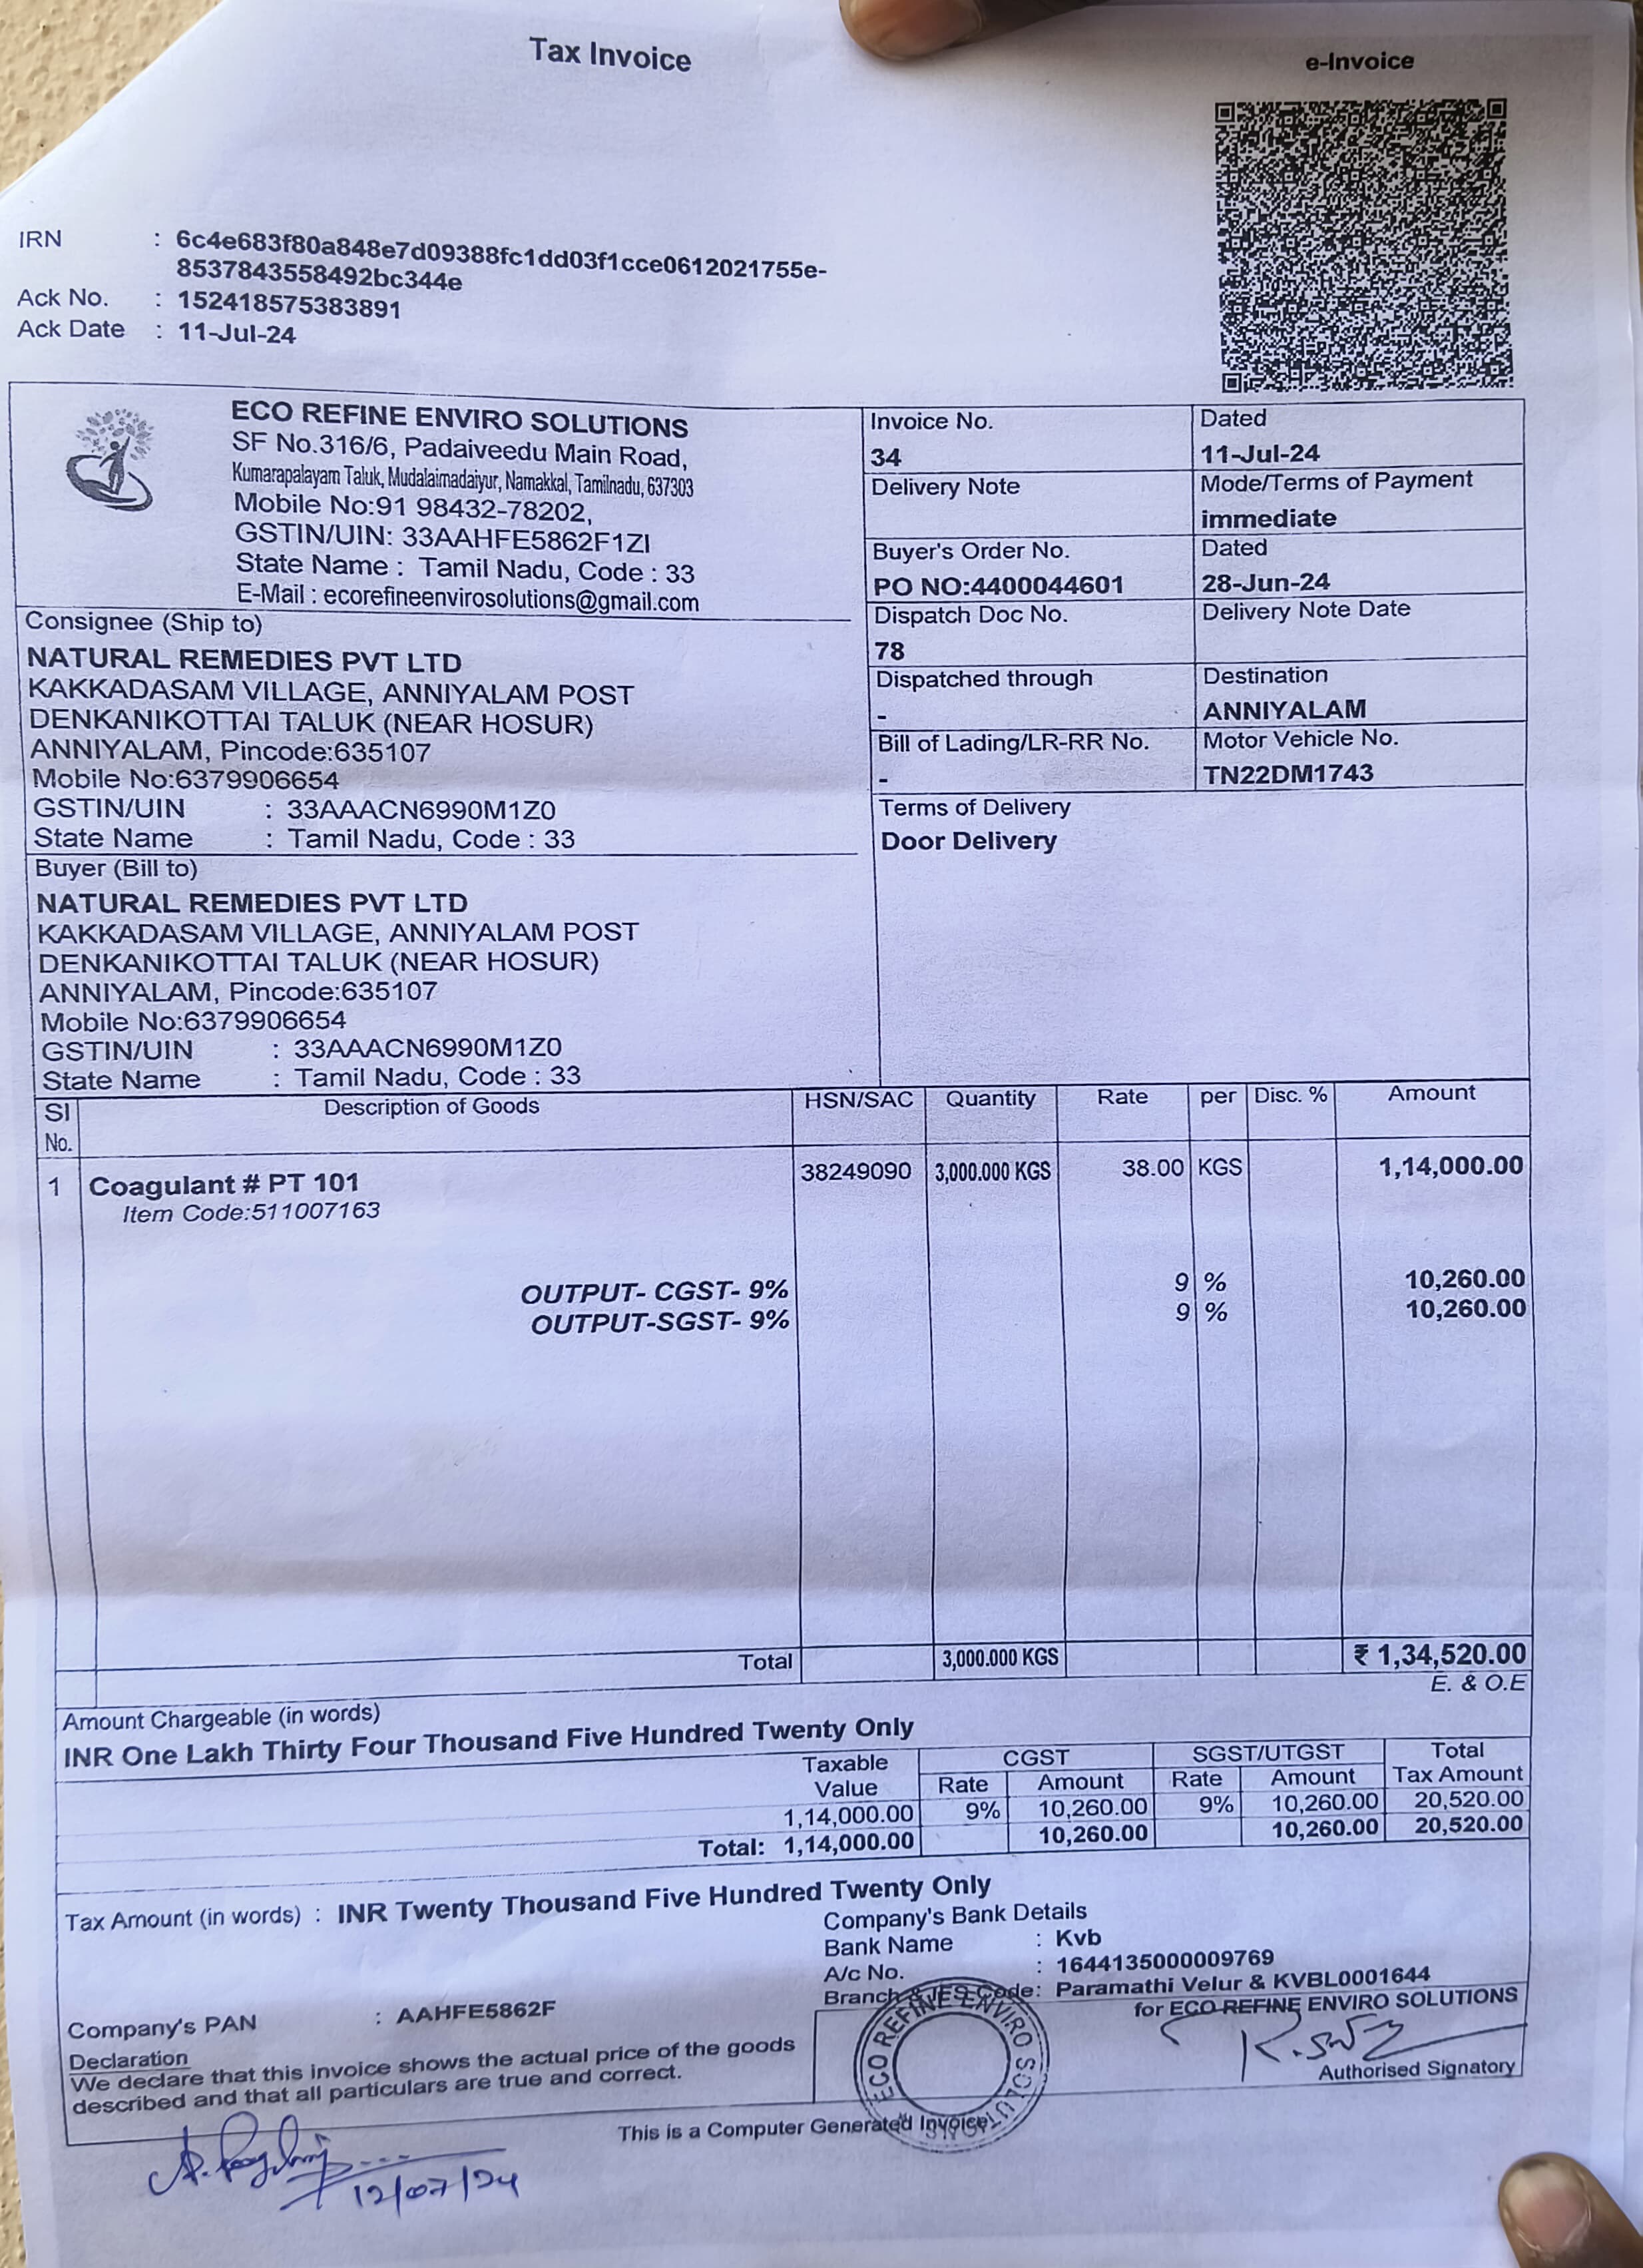 Tax Invoice
e-Invoice
IRN : 6c4e683f80a848e7d09388fc1dd03f1cce0612021755e-
8537843558492bc344e
Ack No. : 152418575383891
Ack Date : 11-Jul-24
ECO REFINE ENVIRO SOLUTIONS
SF No.316/6, Padaiveedu Main Road,
Kumarapalayam Taluk, Mudalaimadaiyur, Namakkal, Tamilnadu, 637303
Mobile No:91 98432-78202,
GSTIN/UIN: 33AAHFE5862F1ZI
State Name : Tamil Nadu, Code : 33
E-Mail : ecorefineenvirosolutions@gmail.com
Invoice No.
34
Dated
11-Jul-24
Delivery Note
Mode/Terms of Payment
immediate
Buyer's Order No.
PO NO:4400044601
Dated
28-Jun-24
Dispatch Doc No.
78
Delivery Note Date
Dispatched through
-
Destination
ANNIYALAM
Bill of Lading/LR-RR No.
-
Motor Vehicle No.
TN22DM1743
Terms of Delivery
Door Delivery
Consignee (Ship to)
NATURAL REMEDIES PVT LTD
KAKKADASAM VILLAGE, ANNIYALAM POST
DENKANIKOTTAI TALUK (NEAR HOSUR)
ANNIYALAM, Pincode:635107
Mobile No:6379906654
GSTIN/UIN : 33AAACN6990M1Z0
State Name : Tamil Nadu, Code : 33
Buyer (Bill to)
NATURAL REMEDIES PVT LTD
KAKKADASAM VILLAGE, ANNIYALAM POST
DENKANIKOTTAI TALUK (NEAR HOSUR)
ANNIYALAM, Pincode:635107
Mobile No:6379906654
GSTIN/UIN : 33AAACN6990M1Z0
State Name : Tamil Nadu, Code : 33
SI No. Description of Goods HSN/SAC Quantity Rate per Disc. % Amount
1 Coagulant # PT 101 38249090 3,000.000 KGS 38.00 KGS 1,14,000.00
Item Code:511007163
OUTPUT- CGST- 9% 9 % 10,260.00
OUTPUT-SGST- 9% 9 % 10,260.00
Total 3,000.000 KGS ₹ 1,34,520.00
E. & O.E
Amount Chargeable (in words)
INR One Lakh Thirty Four Thousand Five Hundred Twenty Only
Taxable Value CGST SGST/UTGST Total Tax Amount
Rate Amount Rate Amount
1,14,000.00 9% 10,260.00 9% 10,260.00 20,520.00
Total: 1,14,000.00 10,260.00 10,260.00 20,520.00
Tax Amount (in words) : INR Twenty Thousand Five Hundred Twenty Only
Company's Bank Details
Bank Name : Kvb
A/c No. : 1644135000009769
Branch & IFS Code: Paramathi Velur & KVBL0001644
Company's PAN : AAHFE5862F
Declaration
We declare that this invoice shows the actual price of the goods
described and that all particulars are true and correct.
for ECO REFINE ENVIRO SOLUTIONS
Authorised Signatory
ECO REFINE ENVIRO SOLUTIONS
This is a Computer Generated Invoice
12/07/24